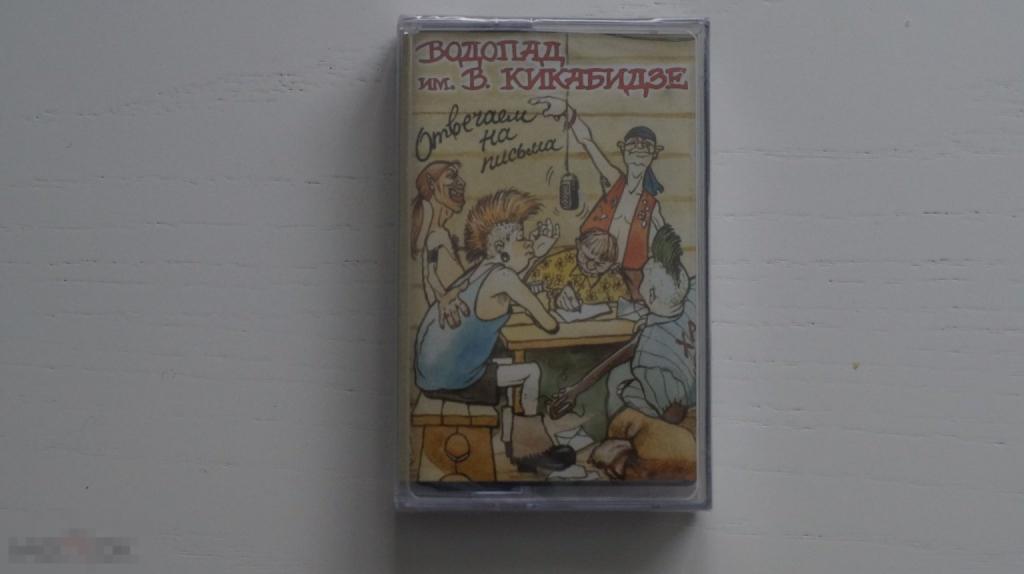 ВОДОПАД
ИМ. В. КИКАБИДЗЕ
Отвечаем
на
письма